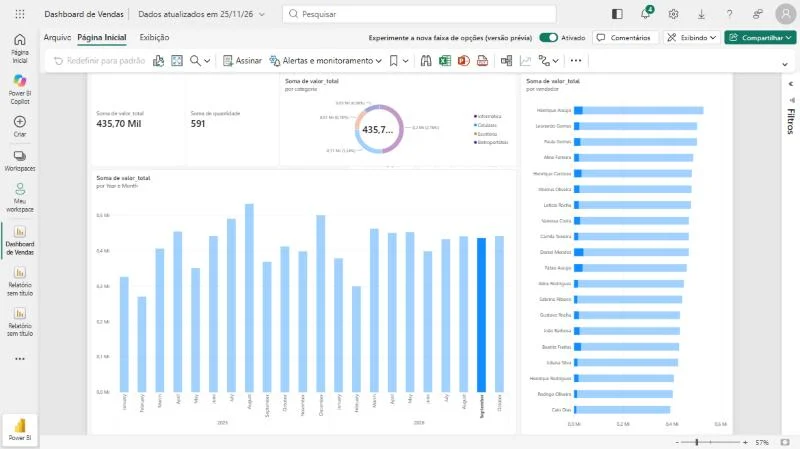 Dashboard de Vendas
Dados atualizados em 25/11/26
Pesquisar
4
A
Arquivo
Página Inicial
Exibição
Experimente a nova faixa de opções (versão prévia)
Ativado
Comentários
Exibindo
Compartilhar
Redefinir para padrão
Assinar
Alertas e monitoramento
Página
Inicial
Power BI
Copilot
Criar
Workspaces
Meu
workspace
Dashboard
de Vendas
Relatório
sem título
Relatório
sem título
Power BI
Soma de valor_total
435,70 Mil
Soma de quantidade
591
Soma de valor_total
por categoria
435,7...
Informática
Celulares
Escritório
Eletroportáteis
Soma de valor_total
por Year e Month
0,5 Mi
0,4 Mi
0,3 Mi
0,2 Mi
0,1 Mi
0,0 Mi
January
February
March
April
May
June
July
August
September
October
November
December
January
February
March
April
May
June
July
August
September
October
2025
2026
Soma de valor_total
por vendedor
Henrique Araujo
Leonardo Gomes
Paula Gomes
Aline Ferreira
Henrique Cardoso
Vinicius Oliveira
Leticia Rocha
Vanessa Costa
Camila Teixeira
Daniel Mendes
Fabio Araujo
Aline Rodrigues
Sabrina Ribeiro
Gustavo Rocha
João Barbosa
Beatriz Freitas
Juliana Silva
Henrique Rodrigues
Rodrigo Oliveira
Caio Dias
0,0 Mi
0,2 Mi
0,4 Mi
0,6 Mi
Filtros
57%